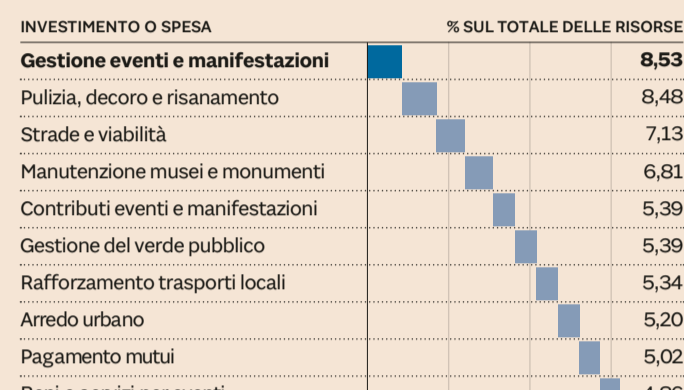 INVESTIMENTO O SPESA % SUL TOTALE DELLE RISORSE
Gestione eventi e manifestazioni 8,53
Pulizia, decoro e risanamento 8,48
Strade e viabilità 7,13
Manutenzione musei e monumenti 6,81
Contributi eventi e manifestazioni 5,39
Gestione del verde pubblico 5,39
Rafforzamento trasporti locali 5,34
Arredo urbano 5,20
Pagamento mutui 5,02